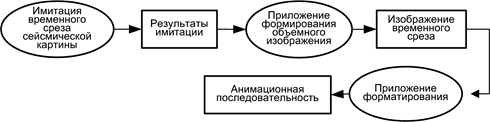 Имитация
временного
среза
сейсмической
картины
Результаты
имитации
Приложение
формирования
объемного
изображения
Изображение
временного
среза
Анимационная
последовательность
Приложение
форматирования